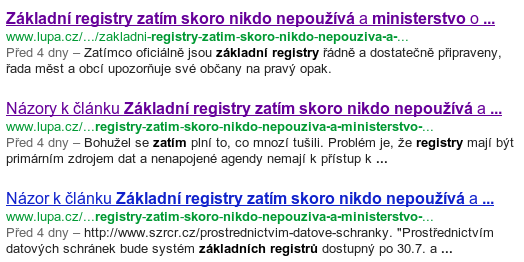 Základní registry zatím skoro nikdo nepoužívá a ministerstvo o ...
www.lupa.cz/.../zakladni-registry-zatim-skoro-nikdo-nepouziva-a-...
Před 4 dny – Zatímco oficiálně jsou základní registry řádně a dostatečně připraveny,
řada měst a obcí upozorňuje své občany na pravý opak.
Názory k článku Základní registry zatím skoro nikdo nepoužívá a ...
www.lupa.cz/...registry-zatim-skoro-nikdo-nepouziva-a-ministerstvo-...
Před 4 dny – Bohužel se zatím plní to, co mnozí tušili. Problém je, že registry mají být
primárním zdrojem dat a nenapojené agendy nemají k přístup k ...
Názor k článku Základní registry zatím skoro nikdo nepoužívá a ...
www.lupa.cz/...registry-zatim-skoro-nikdo-nepouziva-a-ministerstvo-...
Před 4 dny – http://www.szrcr.cz/prostrednictvim-datove-schranky. "Prostřednictvím
datových schránek bude systém základních registrů dostupný po 30.7. a ...